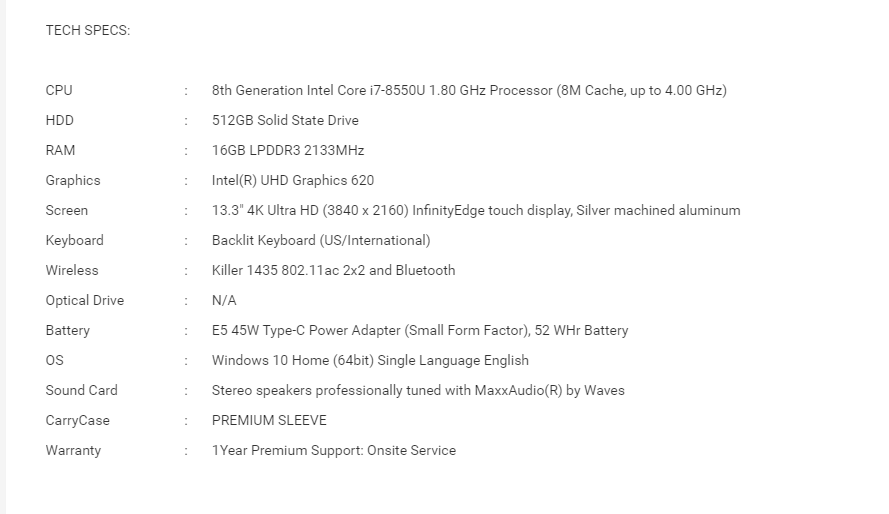 TECH SPECS:
CPU : 8th Generation Intel Core i7-8550U 1.80 GHz Processor (8M Cache, up to 4.00 GHz)
HDD : 512GB Solid State Drive
RAM : 16GB LPDDR3 2133MHz
Graphics : Intel(R) UHD Graphics 620
Screen : 13.3" 4K Ultra HD (3840 x 2160) InfinityEdge touch display, Silver machined aluminum
Keyboard : Backlit Keyboard (US/International)
Wireless : Killer 1435 802.11ac 2x2 and Bluetooth
Optical Drive : N/A
Battery : E5 45W Type-C Power Adapter (Small Form Factor), 52 WHr Battery
OS : Windows 10 Home (64bit) Single Language English
Sound Card : Stereo speakers professionally tuned with MaxxAudio(R) by Waves
CarryCase : PREMIUM SLEEVE
Warranty : 1Year Premium Support: Onsite Service